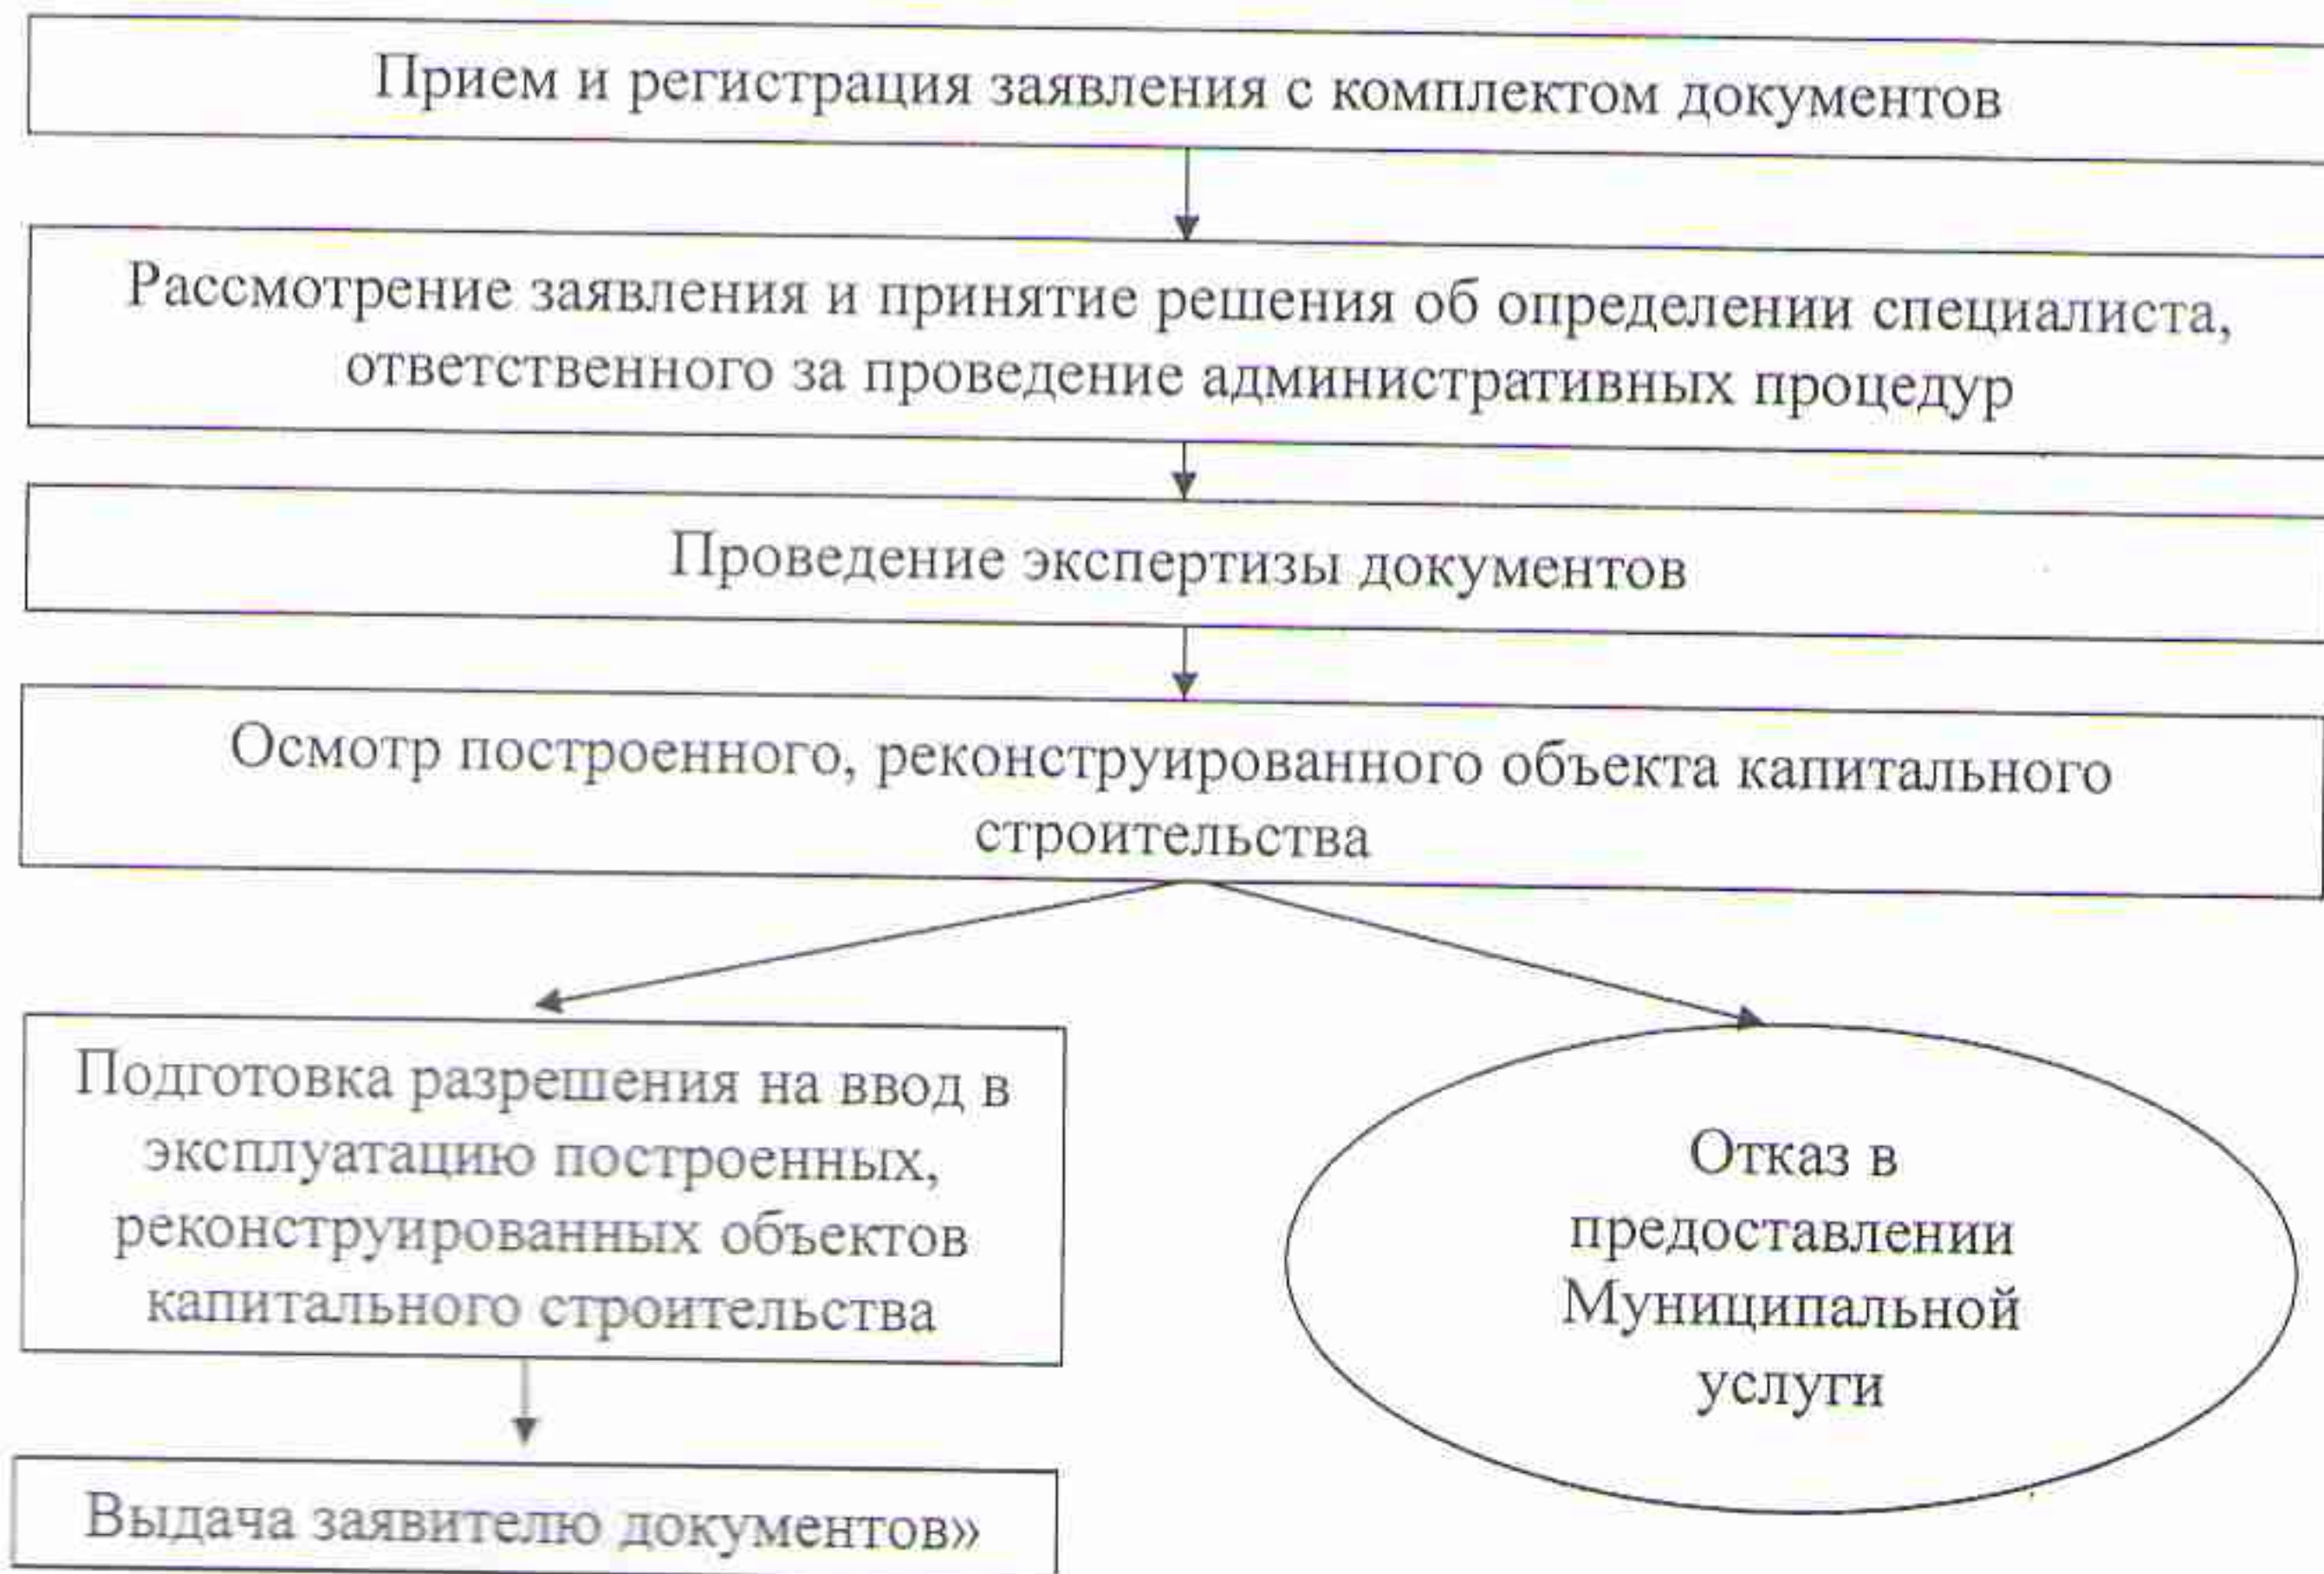 Прием и регистрация заявления с комплектом документов
Рассмотрение заявления и принятие решения об определении специалиста,
ответственного за проведение административных процедур
Проведение экспертизы документов
Осмотр построенного, реконструированного объекта капитального
строительства
Подготовка разрешения на ввод в
эксплуатацию построенных,
реконструированных объектов
капитального строительства
Отказ в
предоставлении
Муниципальной
услуги
Выдача заявителю документов»